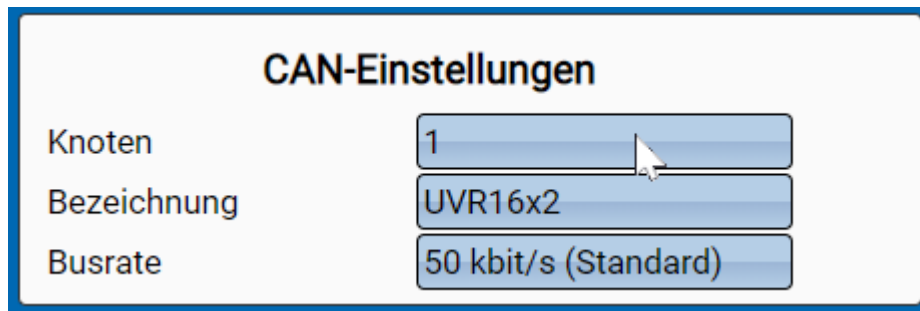 CAN-Einstellungen
Knoten 1
Bezeichnung UVR16x2
Busrate 50 kbit/s (Standard)